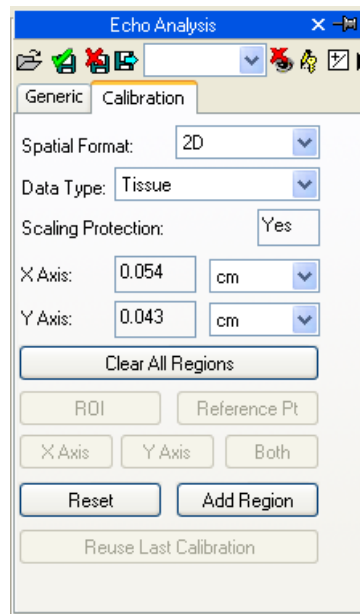 Echo Analysis
Generic Calibration
Spatial Format: 2D
Data Type: Tissue
Scaling Protection: Yes
X Axis: 0.054 cm
Y Axis: 0.043 cm
Clear All Regions
ROI Reference Pt
X Axis Y Axis Both
Reset Add Region
Reuse Last Calibration